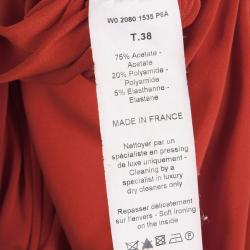 W0 2080 1535 P6A
T.38
75% Acetate -
Acetate
20% Polyamide -
Polyamide
5% Elasthanne -
Elastane
MADE IN FRANCE
Nettoyer par un
spécialiste en pressing
de luxe uniquement -
Cleaning by a
specialist in luxury
dry cleaners only
Repasser délicatement
sur l'envers - Soft Ironing
on the inside